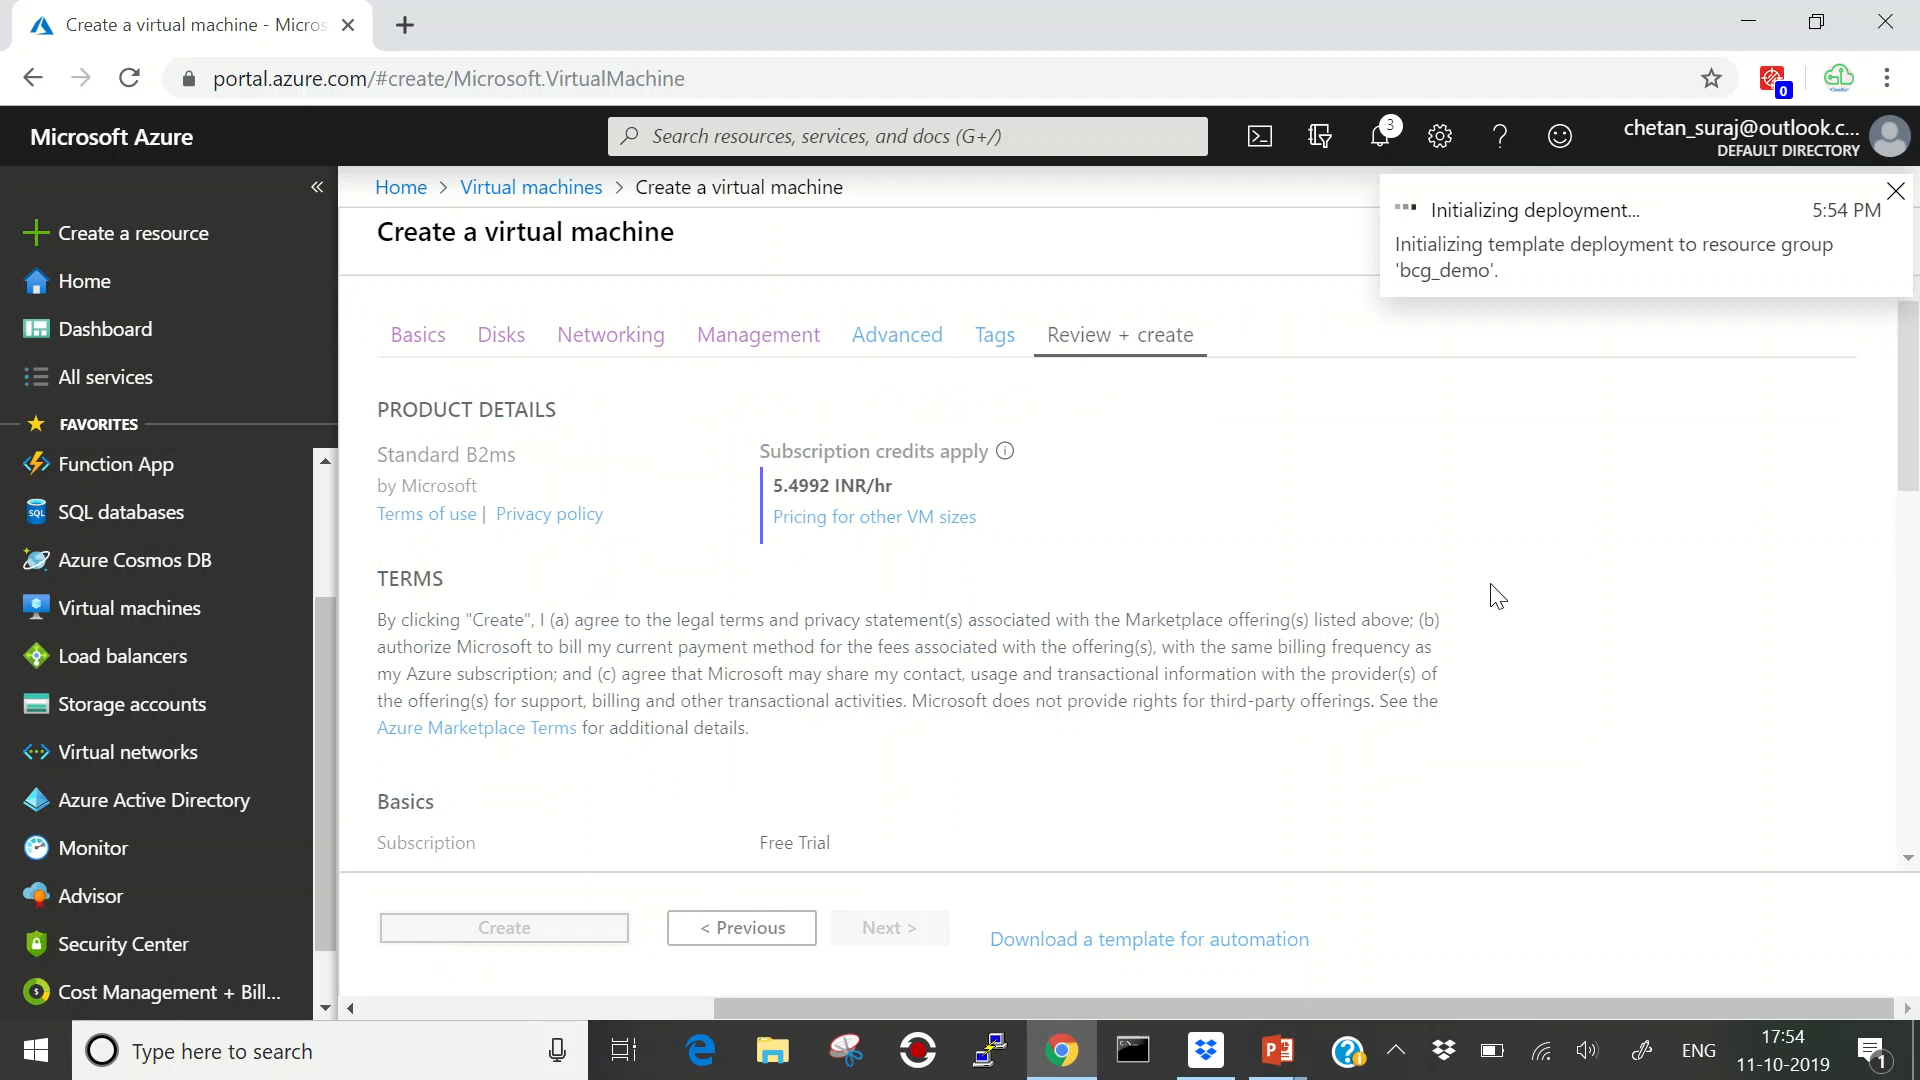 Create a virtual machine - Micros
portal.azure.com/#create/Microsoft.VirtualMachine
0
Microsoft Azure
Search resources, services, and docs (G+/)
3
chetan_suraj@outlook.c...
DEFAULT DIRECTORY
Home > Virtual machines > Create a virtual machine
Create a virtual machine
Initializing deployment... 5:54 PM
Initializing template deployment to resource group
'bcg_demo'.
Create a resource
Home
Dashboard
All services
FAVORITES
Function App
SQL databases
Azure Cosmos DB
Virtual machines
Load balancers
Storage accounts
Virtual networks
Azure Active Directory
Monitor
Advisor
Security Center
Cost Management + Bill...
Basics Disks Networking Management Advanced Tags Review + create
PRODUCT DETAILS
Standard B2ms
by Microsoft
Terms of use | Privacy policy
Subscription credits apply
5.4992 INR/hr
Pricing for other VM sizes
TERMS
By clicking "Create", I (a) agree to the legal terms and privacy statement(s) associated with the Marketplace offering(s) listed above; (b)
authorize Microsoft to bill my current payment method for the fees associated with the offering(s), with the same billing frequency as
my Azure subscription; and (c) agree that Microsoft may share my contact, usage and transactional information with the provider(s) of
the offering(s) for support, billing and other transactional activities. Microsoft does not provide rights for third-party offerings. See the
Azure Marketplace Terms for additional details.
Basics
Subscription Free Trial
Create < Previous Next > Download a template for automation
Type here to search
ENG
17:54
11-10-2019
1